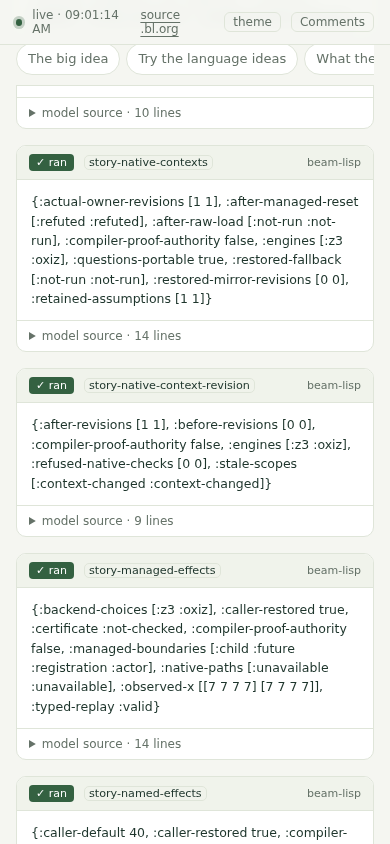 live · 09:01:14 AM
source .bl.org
theme
Comments
The big idea
Try the language ideas
What the
▶ model source · 10 lines
✓ ran story-native-contexts beam-lisp
{:actual-owner-revisions [1 1], :after-managed-reset
[:refuted :refuted], :after-raw-load [:not-run :not-
run], :compiler-proof-authority false, :engines [:z3
:oxiz], :questions-portable true, :restored-fallback
[:not-run :not-run], :restored-mirror-revisions [0 0],
:retained-assumptions [1 1]}
▶ model source · 14 lines
✓ ran story-native-context-revision beam-lisp
{:after-revisions [1 1], :before-revisions [0 0],
:compiler-proof-authority false, :engines [:z3 :oxiz],
:refused-native-checks [0 0], :stale-scopes
[:context-changed :context-changed]}
▶ model source · 9 lines
✓ ran story-managed-effects beam-lisp
{:backend-choices [:z3 :oxiz], :caller-restored true,
:certificate :not-checked, :compiler-proof-authority
false, :managed-boundaries [:child :future
:registration :actor], :native-paths [:unavailable
:unavailable], :observed-x [[7 7 7 7] [7 7 7 7]],
:typed-replay :valid}
▶ model source · 14 lines
✓ ran story-named-effects beam-lisp
{:caller-default 40, :caller-restored true, :compiler-